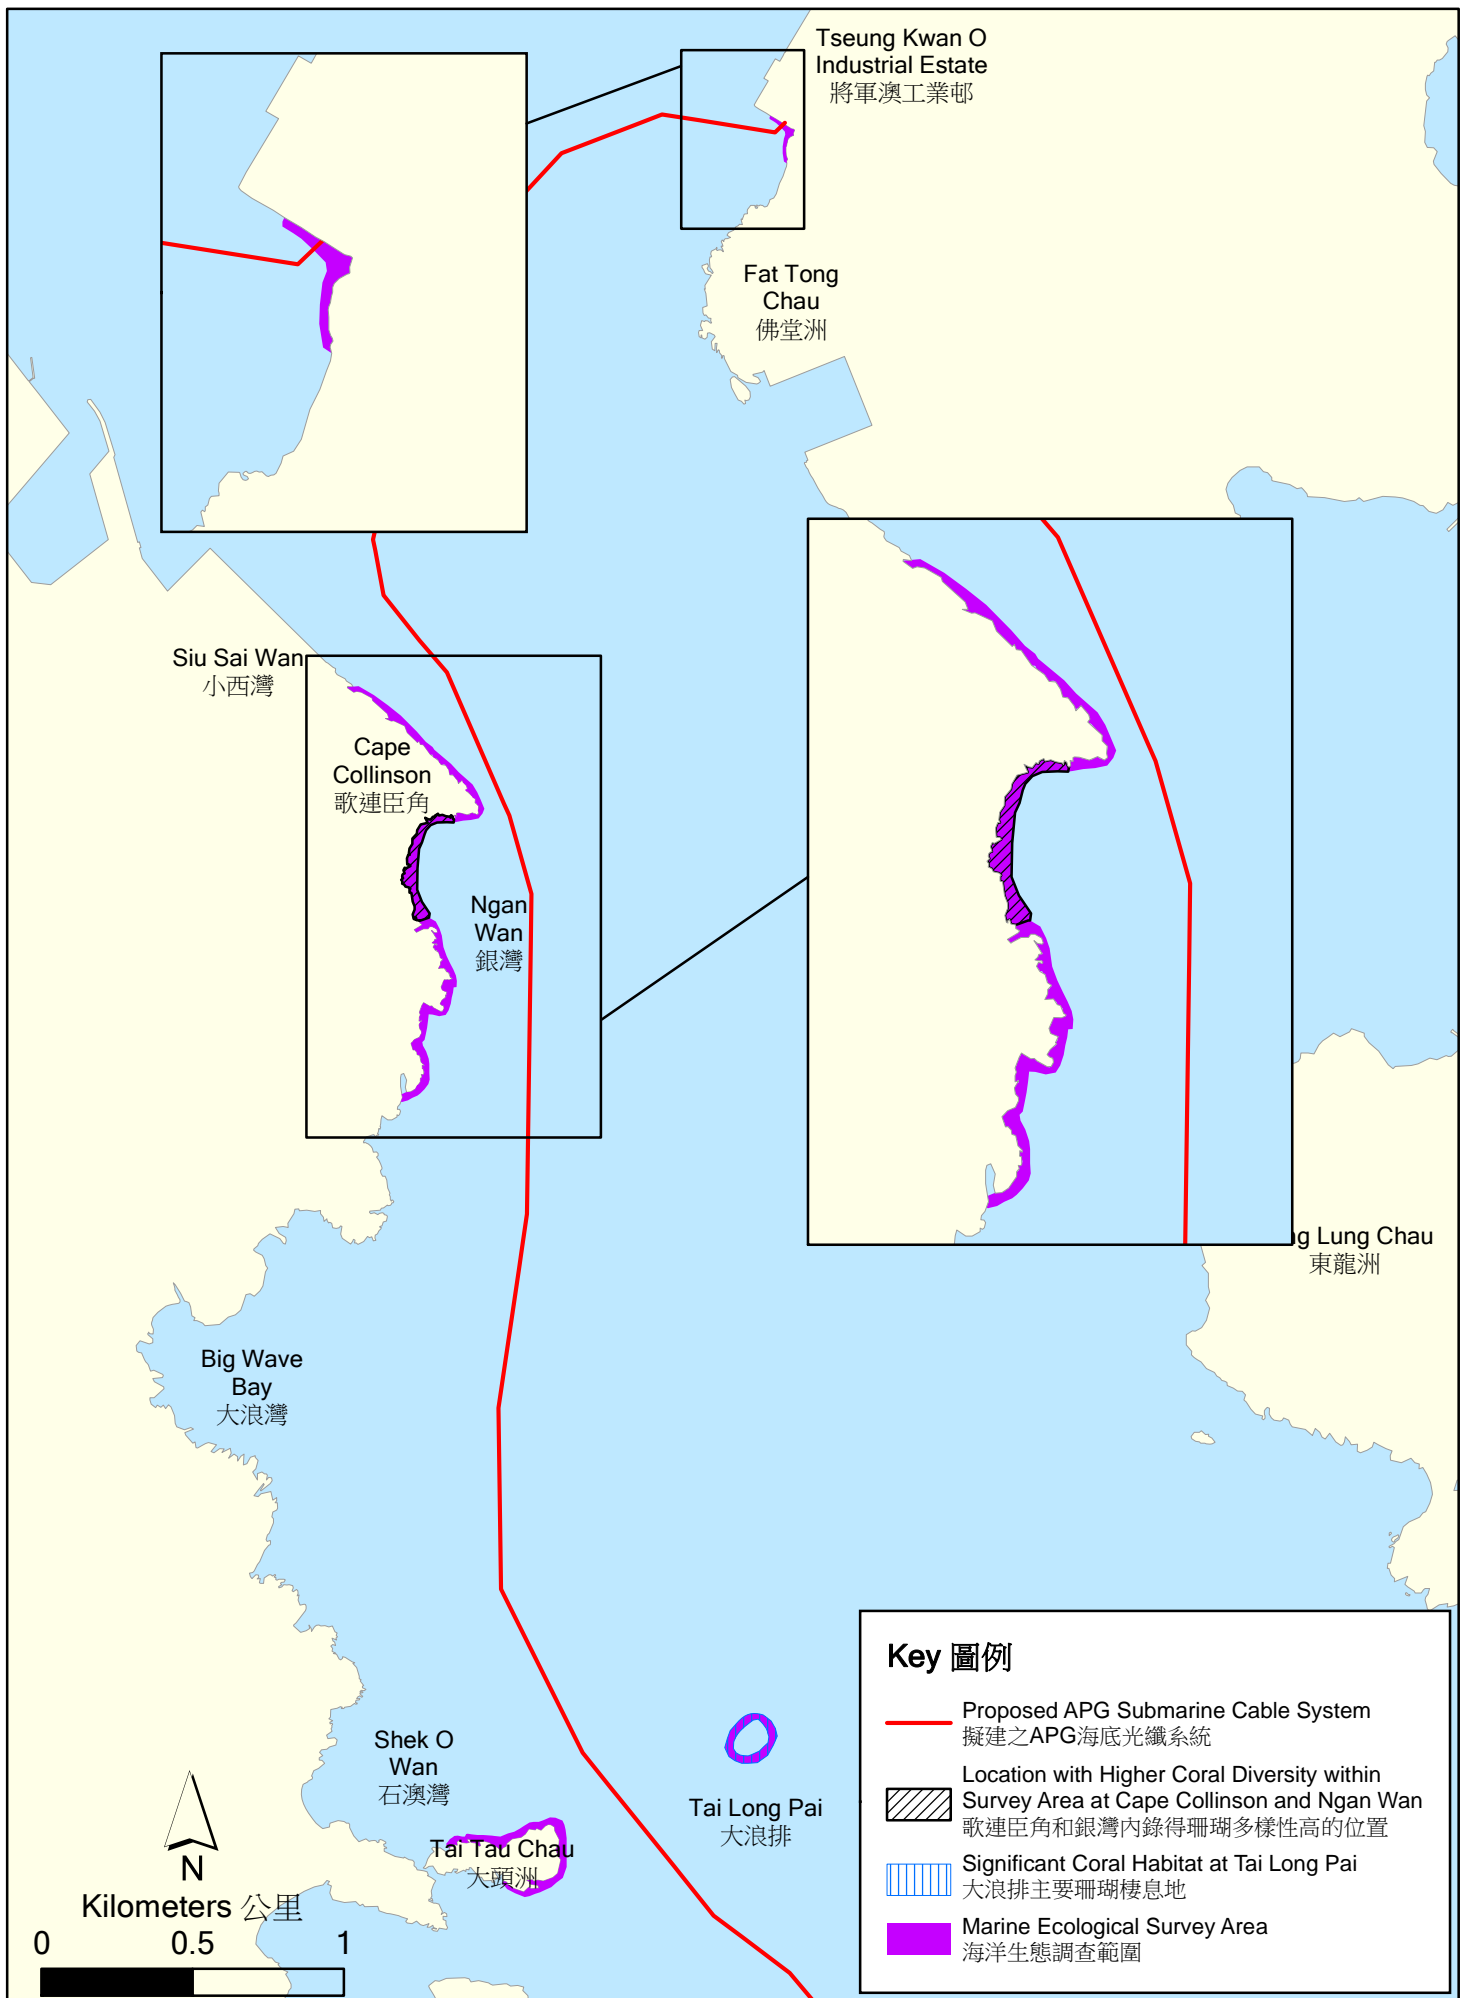 Tseung Kwan O
Industrial Estate
將軍澳工業邨
Fat Tong
Chau
佛堂洲
Siu Sai Wan
小西灣
Cape
Collinson
歌連臣角
Ngan
Wan
銀灣
ng Lung Chau
東龍洲
Big Wave
Bay
大浪灣
Shek O
Wan
石澳灣
Tai Long Pai
大浪排
Tai Tau Chau
大頭洲
N
Kilometers 公里
0 0.5 1
Key 圖例
Proposed APG Submarine Cable System
擬建之APG海底光纖系統
Location with Higher Coral Diversity within
Survey Area at Cape Collinson and Ngan Wan
歌連臣角和銀灣內錄得珊瑚多樣性高的位置
Significant Coral Habitat at Tai Long Pai
大浪排主要珊瑚棲息地
Marine Ecological Survey Area
海洋生態調查範圍